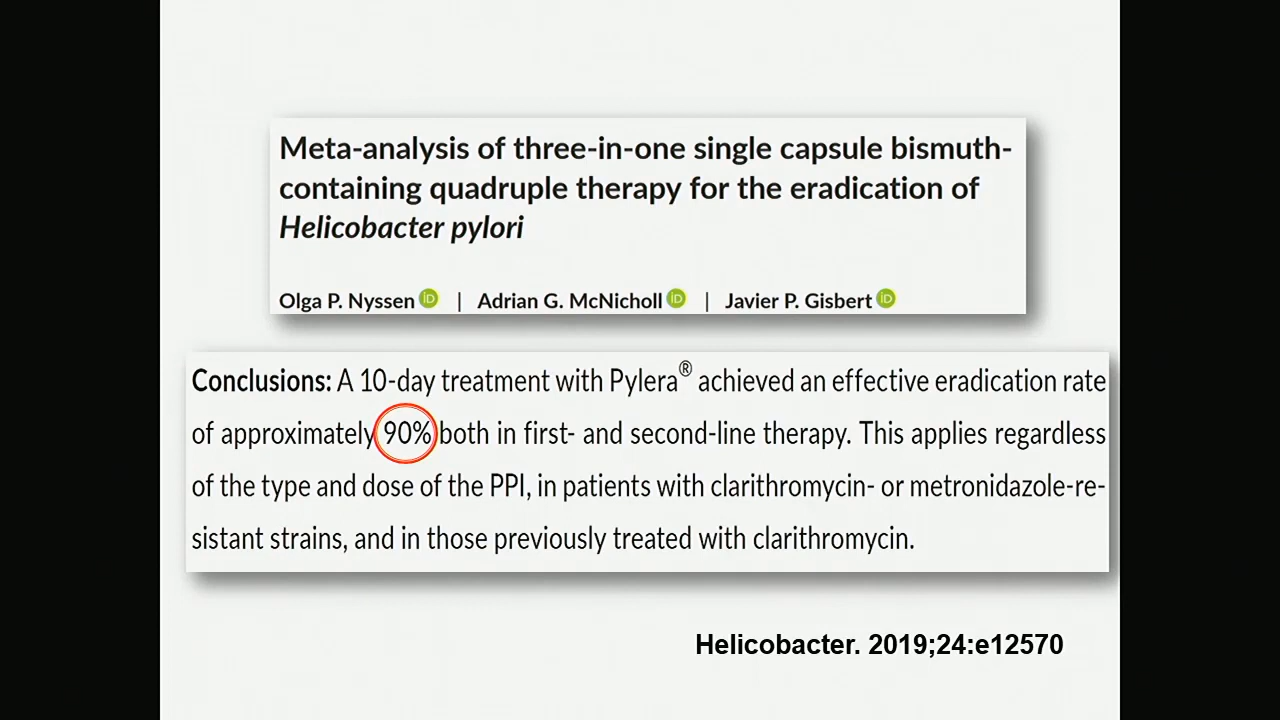 Meta-analysis of three-in-one single capsule bismuth-
containing quadruple therapy for the eradication of
Helicobacter pylori
Olga P. Nyssen iD | Adrian G. McNicholl iD | Javier P. Gisbert iD
Conclusions: A 10-day treatment with Pylera® achieved an effective eradication rate
of approximately 90% both in first- and second-line therapy. This applies regardless
of the type and dose of the PPI, in patients with clarithromycin- or metronidazole-re-
sistant strains, and in those previously treated with clarithromycin.
Helicobacter. 2019;24:e12570